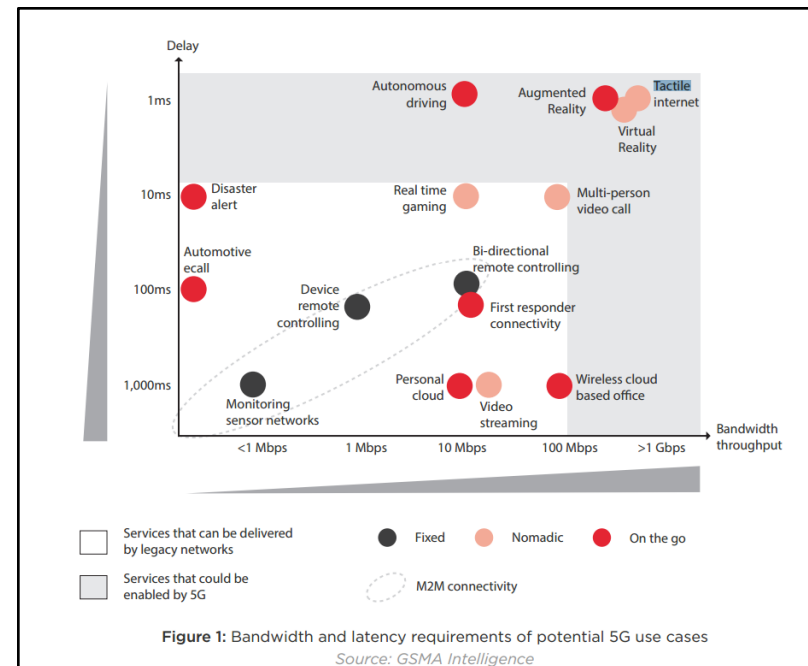 Delay
1ms
Autonomous
driving
Augmented
Reality
Tactile
internet
Virtual
Reality
10ms
Disaster
alert
Real time
gaming
Multi-person
video call
Automotive
ecall
Bi-directional
remote controlling
100ms
Device
remote
controlling
First responder
connectivity
1,000ms
Monitoring
sensor networks
Personal
cloud
Video
streaming
Wireless cloud
based office
Bandwidth
throughput
<1 Mbps
1 Mbps
10 Mbps
100 Mbps
>1 Gbps
Services that can be delivered
by legacy networks
Fixed
Nomadic
On the go
Services that could be
enabled by 5G
M2M connectivity
Figure 1: Bandwidth and latency requirements of potential 5G use cases
Source: GSMA Intelligence